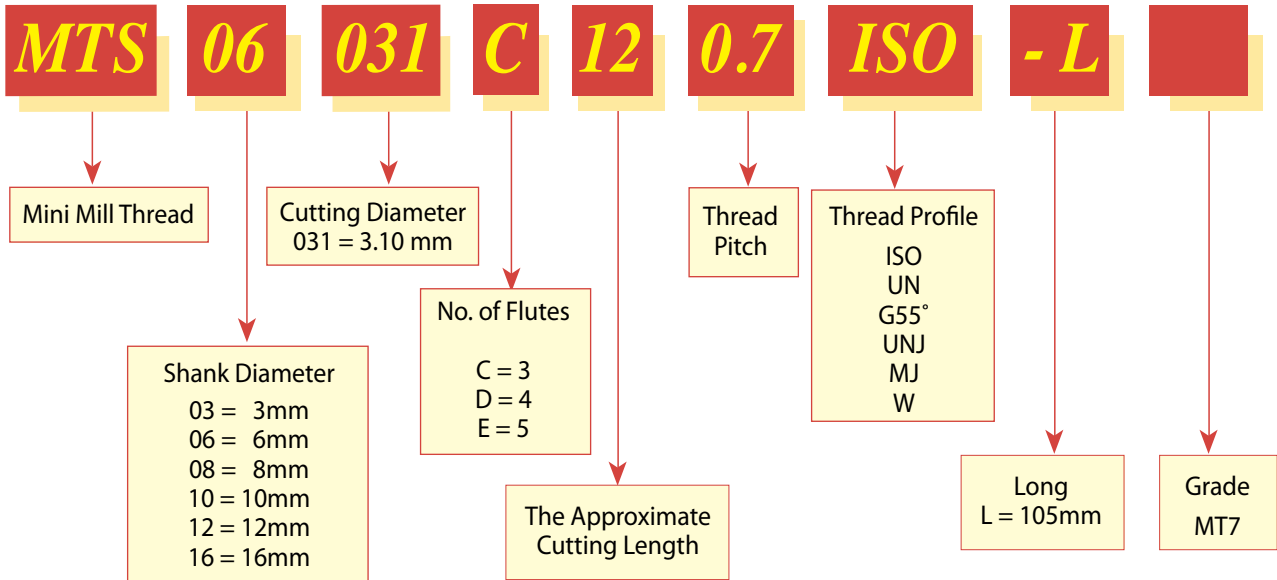 MTS 06 031 C 12 0.7 ISO - L
Mini Mill Thread
Shank Diameter
03 = 3mm
06 = 6mm
08 = 8mm
10 = 10mm
12 = 12mm
16 = 16mm
Cutting Diameter
031 = 3.10 mm
No. of Flutes
C = 3
D = 4
E = 5
The Approximate
Cutting Length
Thread
Pitch
Thread Profile
ISO
UN
G55°
UNJ
MJ
W
Long
L = 105mm
Grade
MT7